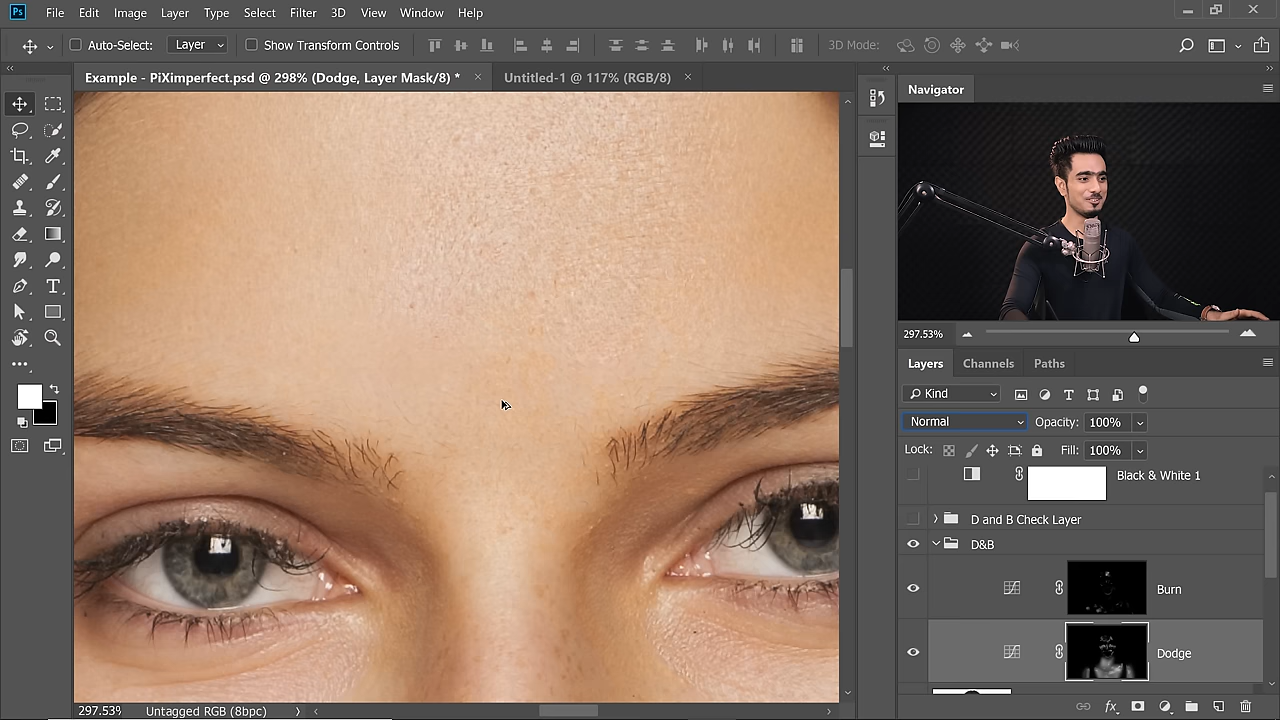 Ps File Edit Image Layer Type Select Filter 3D View Window Help
Auto-Select: Layer Show Transform Controls 3D Mode:
Example - PiXimperfect.psd @ 298% (Dodge, Layer Mask/8) * × Untitled-1 @ 117% (RGB/8) ×
Navigator
297.53%
Layers Channels Paths
Kind
Normal Opacity: 100%
Lock: Fill: 100%
Black & White 1
D and B Check Layer
D&B
Burn
Dodge
297.53% Untagged RGB (8bpc)